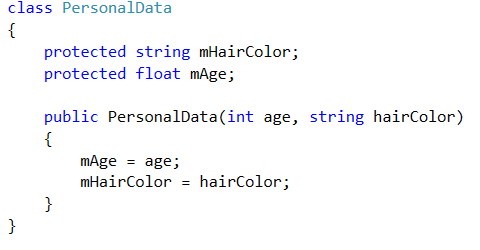 class PersonalData
{
    protected string mHairColor;
    protected float mAge;

    public PersonalData(int age, string hairColor)
    {
        mAge = age;
        mHairColor = hairColor;
    }
}